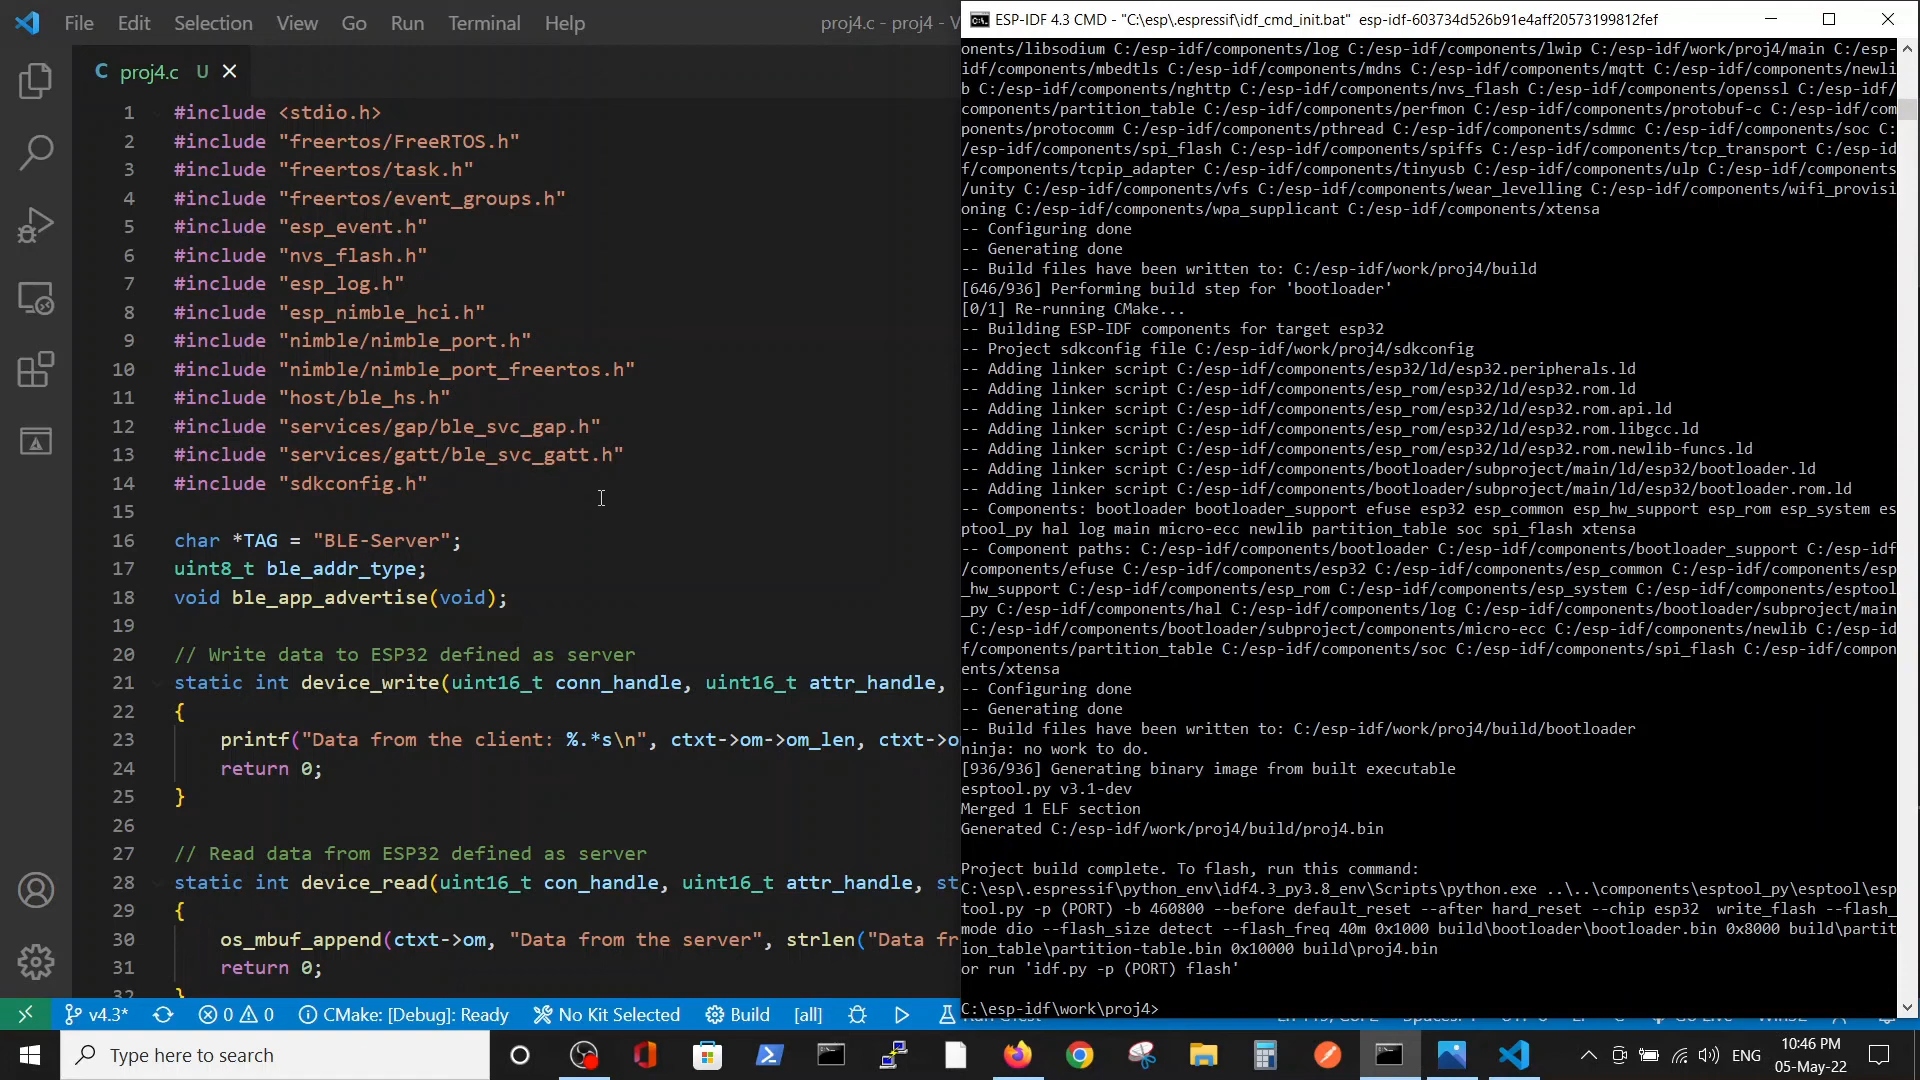 File Edit Selection View Go Run Terminal Help
proj4.c - proj4 - V
C proj4.c U
1 #include <stdio.h>
2 #include "freertos/FreeRTOS.h"
3 #include "freertos/task.h"
4 #include "freertos/event_groups.h"
5 #include "esp_event.h"
6 #include "nvs_flash.h"
7 #include "esp_log.h"
8 #include "esp_nimble_hci.h"
9 #include "nimble/nimble_port.h"
10 #include "nimble/nimble_port_freertos.h"
11 #include "host/ble_hs.h"
12 #include "services/gap/ble_svc_gap.h"
13 #include "services/gatt/ble_svc_gatt.h"
14 #include "sdkconfig.h"
15
16 char *TAG = "BLE-Server";
17 uint8_t ble_addr_type;
18 void ble_app_advertise(void);
19
20 // Write data to ESP32 defined as server
21 static int device_write(uint16_t conn_handle, uint16_t attr_handle,
22 {
23 printf("Data from the client: %.*s\n", ctxt->om->om_len, ctxt->o
24 return 0;
25 }
26
27 // Read data from ESP32 defined as server
28 static int device_read(uint16_t con_handle, uint16_t attr_handle, st
29 {
30 os_mbuf_append(ctxt->om, "Data from the server", strlen("Data fr
31 return 0;
32 }
v4.3* 0 0 CMake: [Debug]: Ready No Kit Selected Build [all]
ESP-IDF 4.3 CMD - "C:\esp\.espressif\idf_cmd_init.bat" esp-idf-603734d526b91e4aff20573199812fef
onents/libsodium C:/esp-idf/components/log C:/esp-idf/components/lwip C:/esp-idf/work/proj4/main C:/esp-
idf/components/mbedtls C:/esp-idf/components/mdns C:/esp-idf/components/mqtt C:/esp-idf/components/newli
b C:/esp-idf/components/nghttp C:/esp-idf/components/nvs_flash C:/esp-idf/components/openssl C:/esp-idf/
components/partition_table C:/esp-idf/components/perfmon C:/esp-idf/components/protobuf-c C:/esp-idf/com
ponents/protocomm C:/esp-idf/components/pthread C:/esp-idf/components/sdmmc C:/esp-idf/components/soc C:
/esp-idf/components/spi_flash C:/esp-idf/components/spiffs C:/esp-idf/components/tcp_transport C:/esp-id
f/components/tcpip_adapter C:/esp-idf/components/tinyusb C:/esp-idf/components/ulp C:/esp-idf/components
/unity C:/esp-idf/components/vfs C:/esp-idf/components/wear_levelling C:/esp-idf/components/wifi_provisi
oning C:/esp-idf/components/wpa_supplicant C:/esp-idf/components/xtensa
-- Configuring done
-- Generating done
-- Build files have been written to: C:/esp-idf/work/proj4/build
[646/936] Performing build step for 'bootloader'
[0/1] Re-running CMake...
-- Building ESP-IDF components for target esp32
-- Project sdkconfig file C:/esp-idf/work/proj4/sdkconfig
-- Adding linker script C:/esp-idf/components/esp32/ld/esp32.peripherals.ld
-- Adding linker script C:/esp-idf/components/esp_rom/esp32/ld/esp32.rom.ld
-- Adding linker script C:/esp-idf/components/esp_rom/esp32/ld/esp32.rom.api.ld
-- Adding linker script C:/esp-idf/components/esp_rom/esp32/ld/esp32.rom.libgcc.ld
-- Adding linker script C:/esp-idf/components/esp_rom/esp32/ld/esp32.rom.newlib-funcs.ld
-- Adding linker script C:/esp-idf/components/bootloader/subproject/main/ld/esp32/bootloader.ld
-- Adding linker script C:/esp-idf/components/bootloader/subproject/main/ld/esp32/bootloader.rom.ld
-- Components: bootloader bootloader_support efuse esp32 esp_common esp_hw_support esp_rom esp_system es
ptool_py hal log main micro-ecc newlib partition_table soc spi_flash xtensa
-- Component paths: C:/esp-idf/components/bootloader C:/esp-idf/components/bootloader_support C:/esp-idf
/components/efuse C:/esp-idf/components/esp32 C:/esp-idf/components/esp_common C:/esp-idf/components/esp
_hw_support C:/esp-idf/components/esp_rom C:/esp-idf/components/esp_system C:/esp-idf/components/esptool
_py C:/esp-idf/components/hal C:/esp-idf/components/log C:/esp-idf/components/bootloader/subproject/main
C:/esp-idf/components/bootloader/subproject/components/micro-ecc C:/esp-idf/components/newlib C:/esp-id
f/components/partition_table C:/esp-idf/components/soc C:/esp-idf/components/spi_flash C:/esp-idf/compon
ents/xtensa
-- Configuring done
-- Generating done
-- Build files have been written to: C:/esp-idf/work/proj4/build/bootloader
ninja: no work to do.
[936/936] Generating binary image from built executable
esptool.py v3.1-dev
Merged 1 ELF section
Generated C:/esp-idf/work/proj4/build/proj4.bin
Project build complete. To flash, run this command:
C:\esp\.espressif\python_env\idf4.3_py3.8_env\Scripts\python.exe ..\..\components\esptool_py\esptool\esp
tool.py -p (PORT) -b 460800 --before default_reset --after hard_reset --chip esp32 write_flash --flash_
mode dio --flash_size detect --flash_freq 40m 0x1000 build\bootloader\bootloader.bin 0x8000 build\partit
ion_table\partition-table.bin 0x10000 build\proj4.bin
or run 'idf.py -p (PORT) flash'
C:\esp-idf\work\proj4>
Type here to search
ENG
10:46 PM
05-May-22